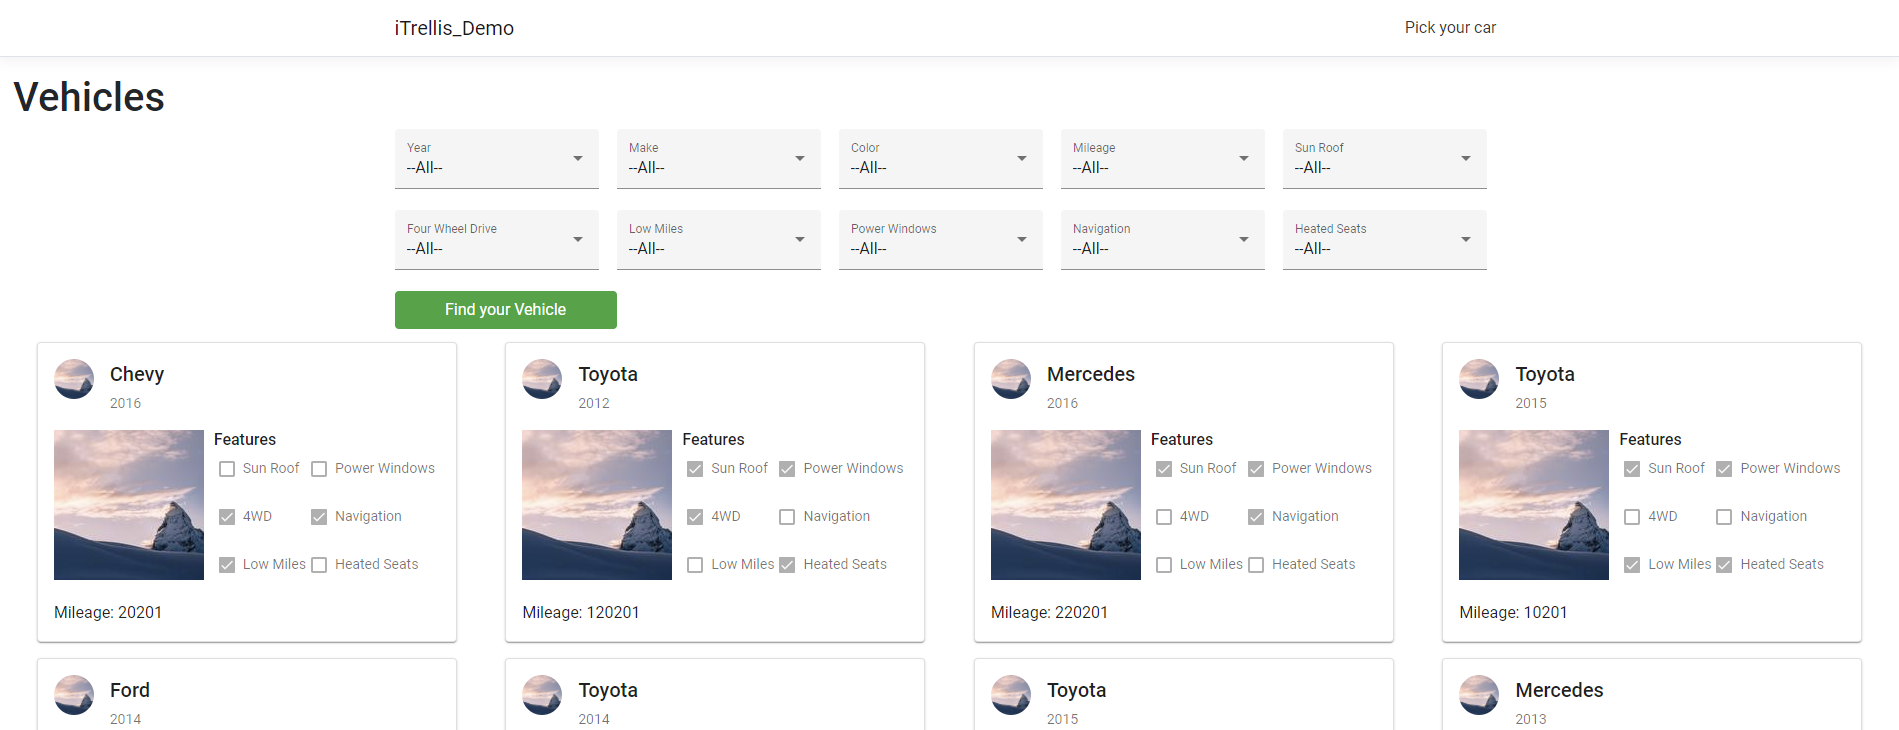 iTrellis_Demo
Pick your car
Vehicles
Year
--All--
Make
--All--
Color
--All--
Mileage
--All--
Sun Roof
--All--
Four Wheel Drive
--All--
Low Miles
--All--
Power Windows
--All--
Navigation
--All--
Heated Seats
--All--
Find your Vehicle
Chevy
2016
Features
Sun Roof Power Windows
4WD Navigation
Low Miles Heated Seats
Mileage: 20201
Toyota
2012
Features
Sun Roof Power Windows
4WD Navigation
Low Miles Heated Seats
Mileage: 120201
Mercedes
2016
Features
Sun Roof Power Windows
4WD Navigation
Low Miles Heated Seats
Mileage: 220201
Toyota
2015
Features
Sun Roof Power Windows
4WD Navigation
Low Miles Heated Seats
Mileage: 10201
Ford
2014
Toyota
2014
Toyota
2015
Mercedes
2013